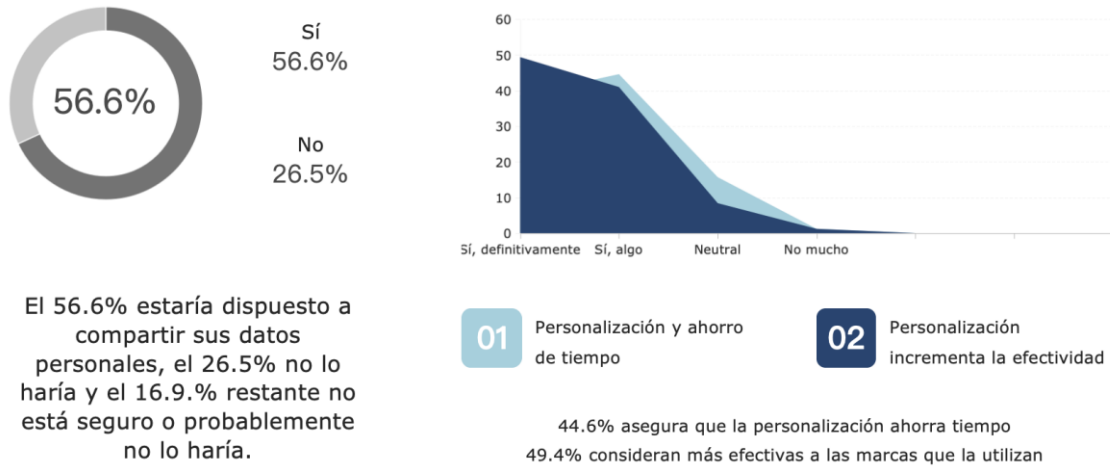 56.6%
Sí
56.6%
No
26.5%
El 56.6% estaría dispuesto a
compartir sus datos
personales, el 26.5% no lo
haría y el 16.9.% restante no
está seguro o probablemente
no lo haría.
60
50
40
30
20
10
0
Sí, definitivamente
Sí, algo
Neutral
No mucho
01
Personalización y ahorro
de tiempo
02
Personalización
incrementa la efectividad
44.6% asegura que la personalización ahorra tiempo
49.4% consideran más efectivas a las marcas que la utilizan